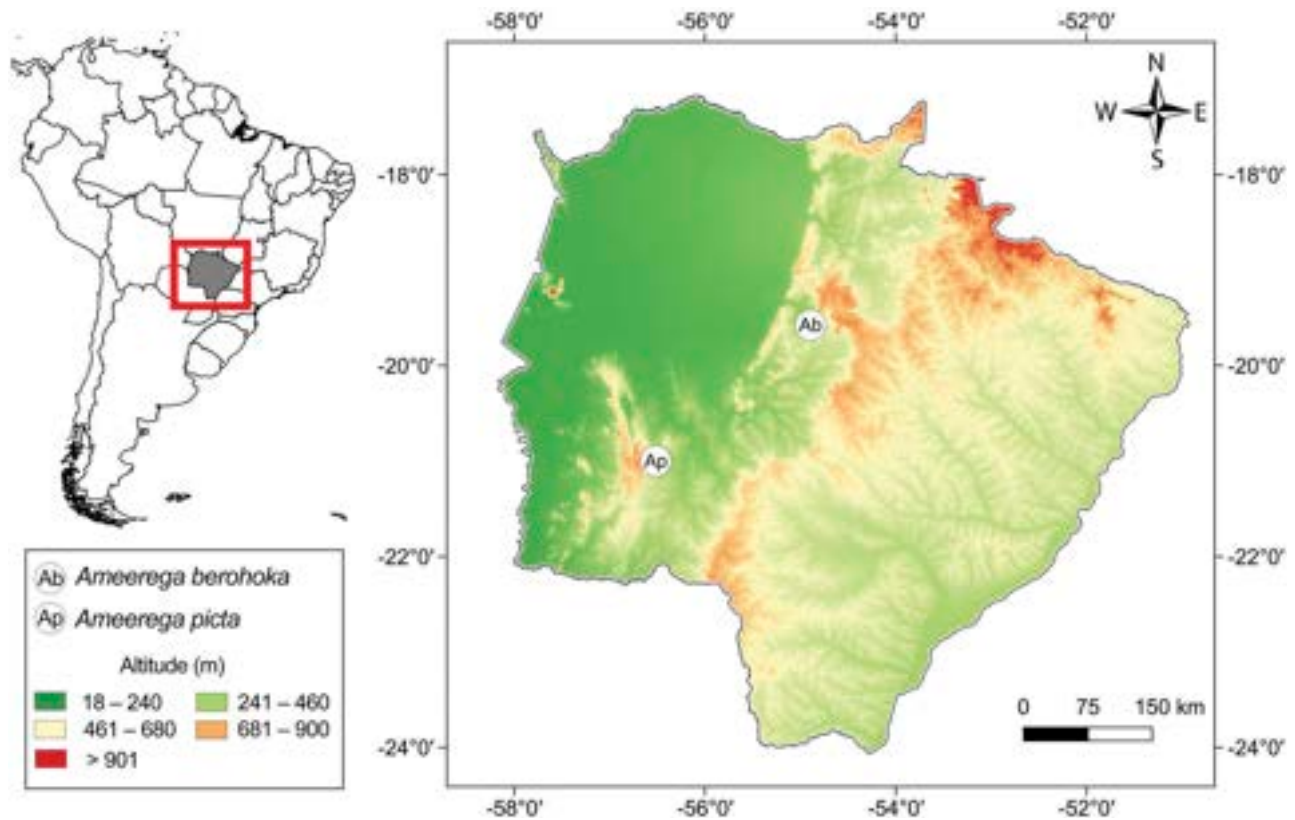 -58°0′ -56°0′ -54°0′ -52°0′
N
W E
S
-18°0′ -18°0′
Ab
-20°0′ -20°0′
Ap
-22°0′ -22°0′
Ab Ameerega berohoka
Ap Ameerega picta
Altitude (m)
18 – 240 241 – 460
461 – 680 681 – 900
> 901
0 75 150 km
-24°0′ -24°0′
-58°0′ -56°0′ -54°0′ -52°0′